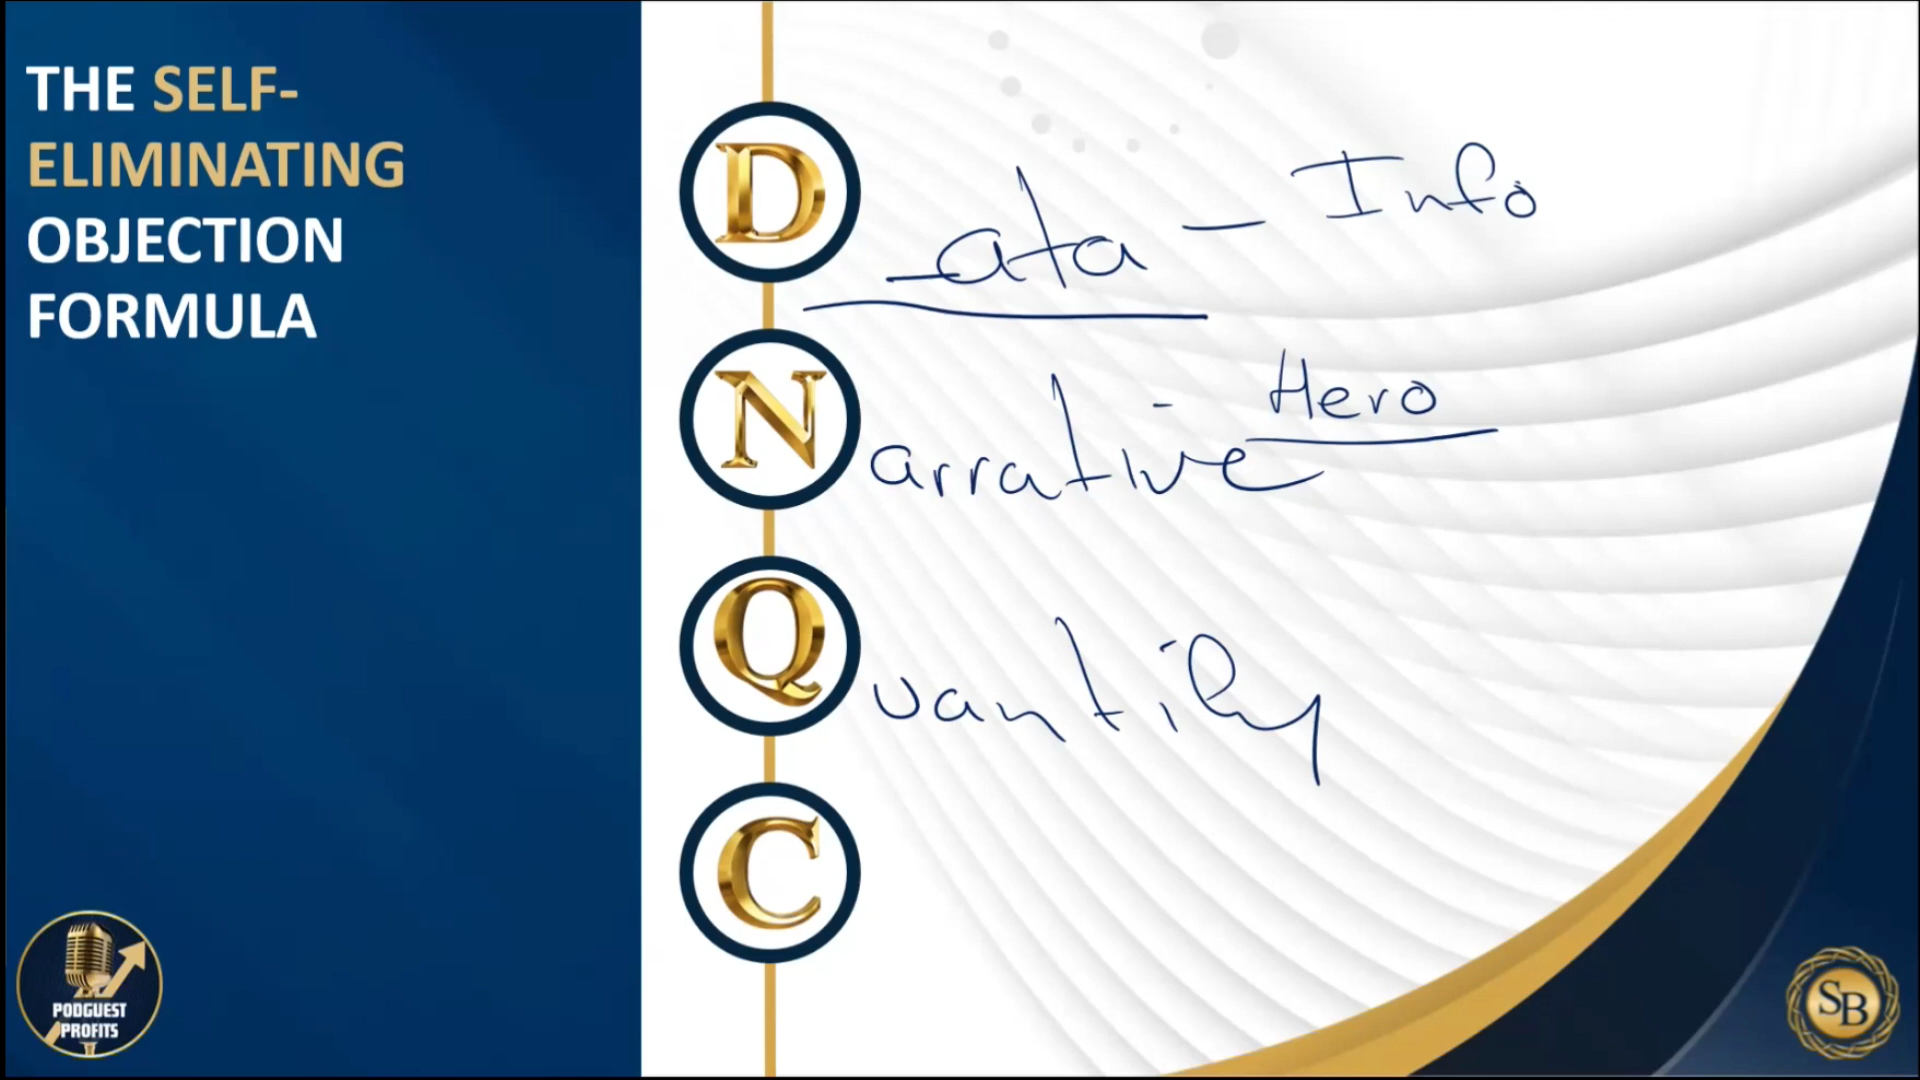 THE SELF-
ELIMINATING
OBJECTION
FORMULA
Data - Info
Narrative - Hero
Quantify
C
PODGUEST
PROFITS
SB